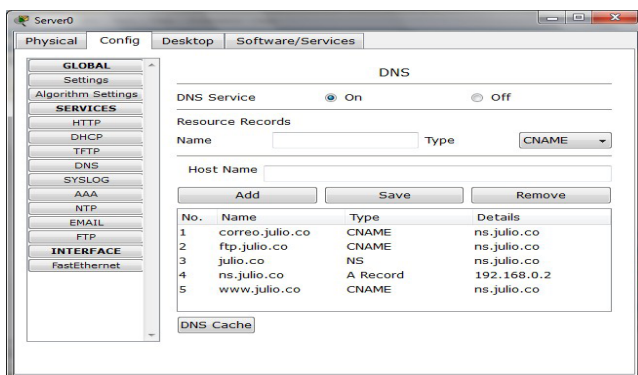 Server0
Physical Config Desktop Software/Services
GLOBAL
Settings
Algorithm Settings
SERVICES
HTTP
DHCP
TFTP
DNS
SYSLOG
AAA
NTP
EMAIL
FTP
INTERFACE
FastEthernet
DNS
DNS Service On Off
Resource Records
Name Type CNAME
Host Name
Add Save Remove
No. Name Type Details
1 correo.julio.co CNAME ns.julio.co
2 ftp.julio.co CNAME ns.julio.co
3 julio.co NS ns.julio.co
4 ns.julio.co A Record 192.168.0.2
5 www.julio.co CNAME ns.julio.co
DNS Cache